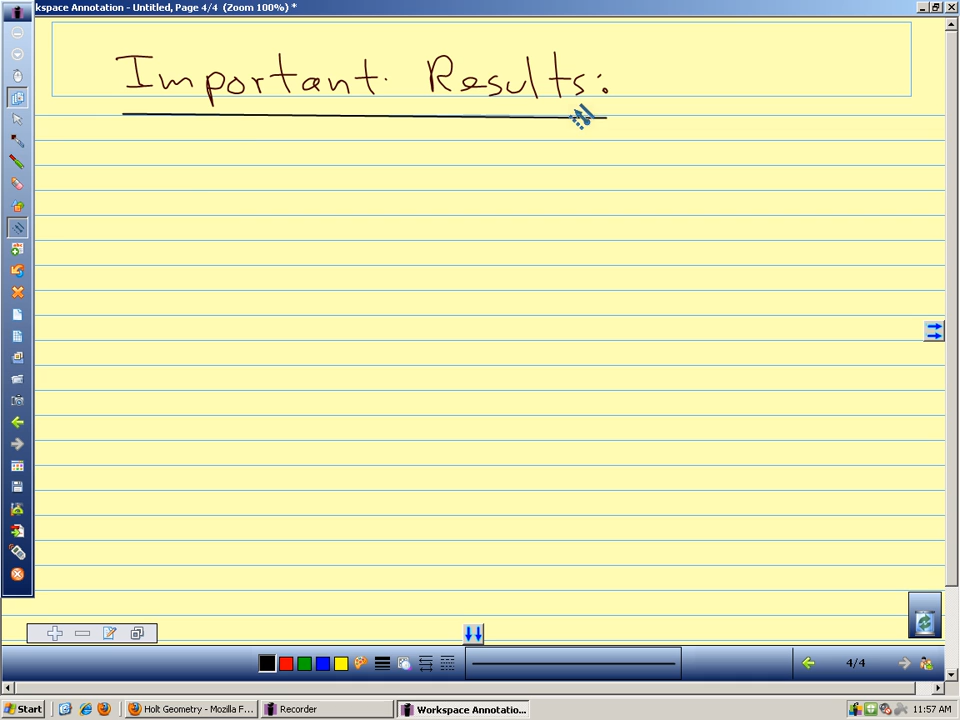 kspace Annotation - Untitled, Page 4/4 (Zoom 100%) *
Important Results:
4/4
Start
Holt Geometry - Mozilla F...
Recorder
Workspace Annotatio...
11:57 AM